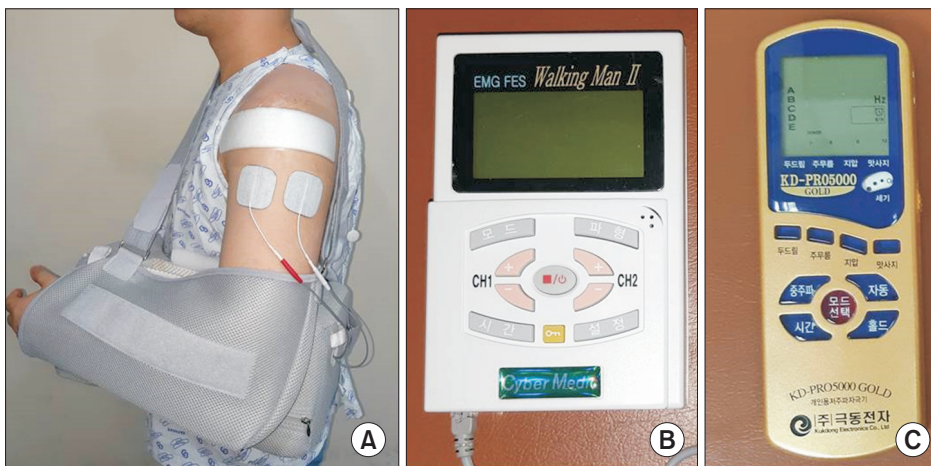 A
EMG FES Walking Man II
모드
파형
CH1
+
-
■/
+
-
CH2
시간
설정
Cyber Medic
B
A
B
C
D
E
Hz
두드림 주무름 지압 맛사지
KD-PRO5000
GOLD
세기
두드림 주무름 지압 맛사지
중주파
자동
모드
선택
시간
홀드
KD-PRO5000 GOLD
개인용저주파자극기
(주)극동전자
Kukdong Electronics Co., Ltd
C